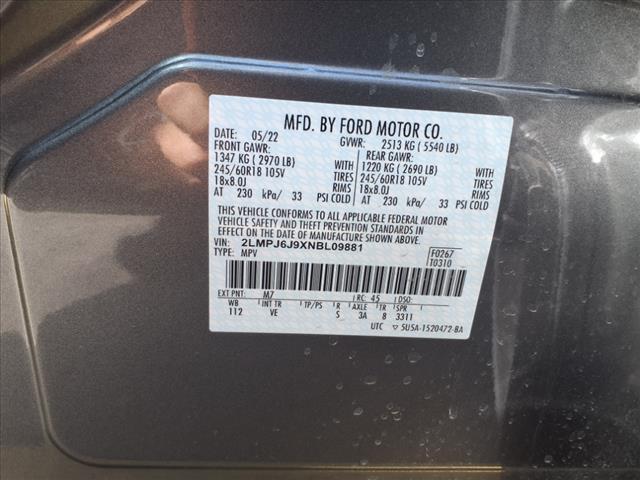 MFD. BY FORD MOTOR CO.
DATE: 05/22 GVWR: 2513 KG ( 5540 LB)
FRONT GAWR: REAR GAWR:
1347 KG ( 2970 LB) WITH 1220 KG ( 2690 LB) WITH
245/60R18 105V TIRES 245/60R18 105V TIRES
18x8.0J RIMS 18x8.0J RIMS
AT 230 kPa/ 33 PSI COLD AT 230 kPa/ 33 PSI COLD
THIS VEHICLE CONFORMS TO ALL APPLICABLE FEDERAL MOTOR
VEHICLE SAFETY AND THEFT PREVENTION STANDARDS IN
EFFECT ON THE DATE OF MANUFACTURE SHOWN ABOVE.
VIN: 2LMPJ6J9XNBL09881 F0267
TYPE: MPV T0310
EXT PNT: M7 RC: 45 DSO:
WB INT TR TP/PS R AXLE TR SPR
112 VE S 3A 8 3311
UTC ▽ 5U5A-1520472-BA